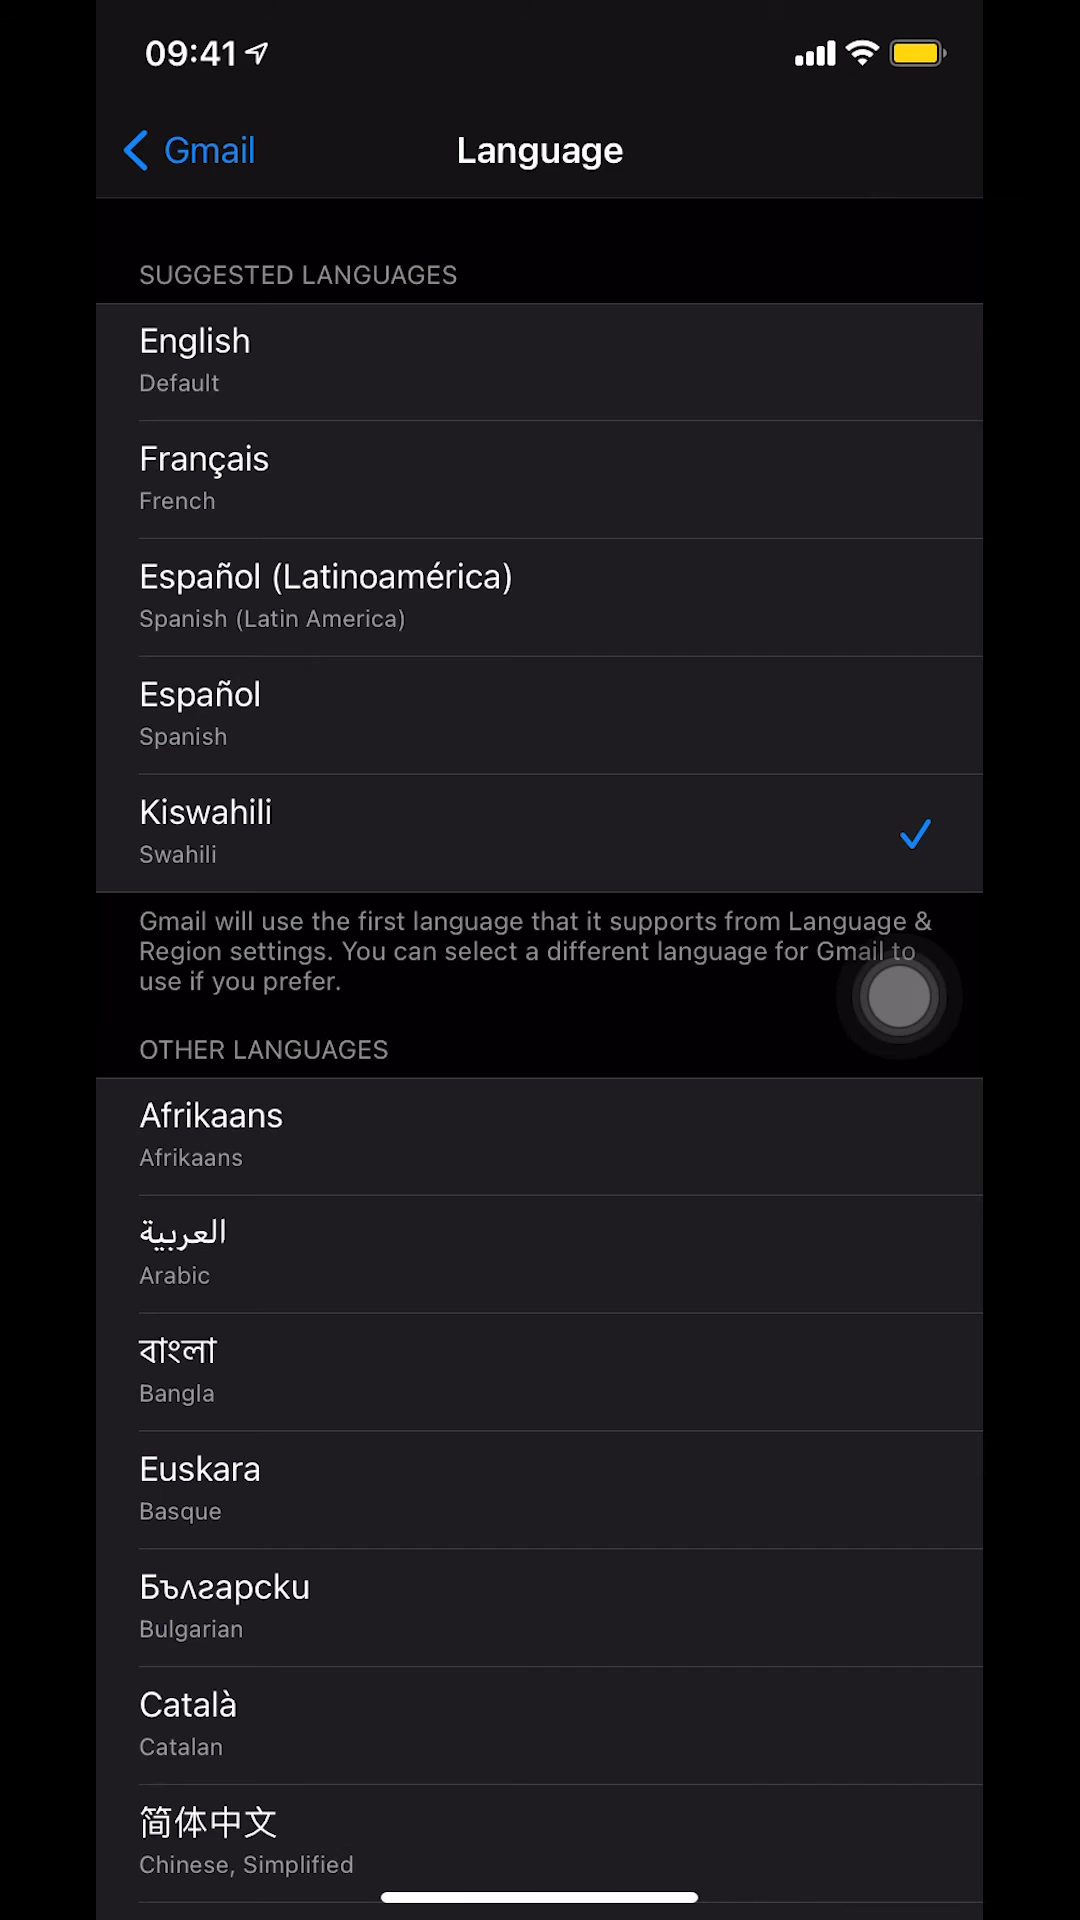 09:41
Gmail
Language
SUGGESTED LANGUAGES
English
Default
Français
French
Español (Latinoamérica)
Spanish (Latin America)
Español
Spanish
Kiswahili
Swahili
Gmail will use the first language that it supports from Language &
Region settings. You can select a different language for Gmail to
use if you prefer.
OTHER LANGUAGES
Afrikaans
Afrikaans
العربية
Arabic
বাংলা
Bangla
Euskara
Basque
Български
Bulgarian
Català
Catalan
简体中文
Chinese, Simplified